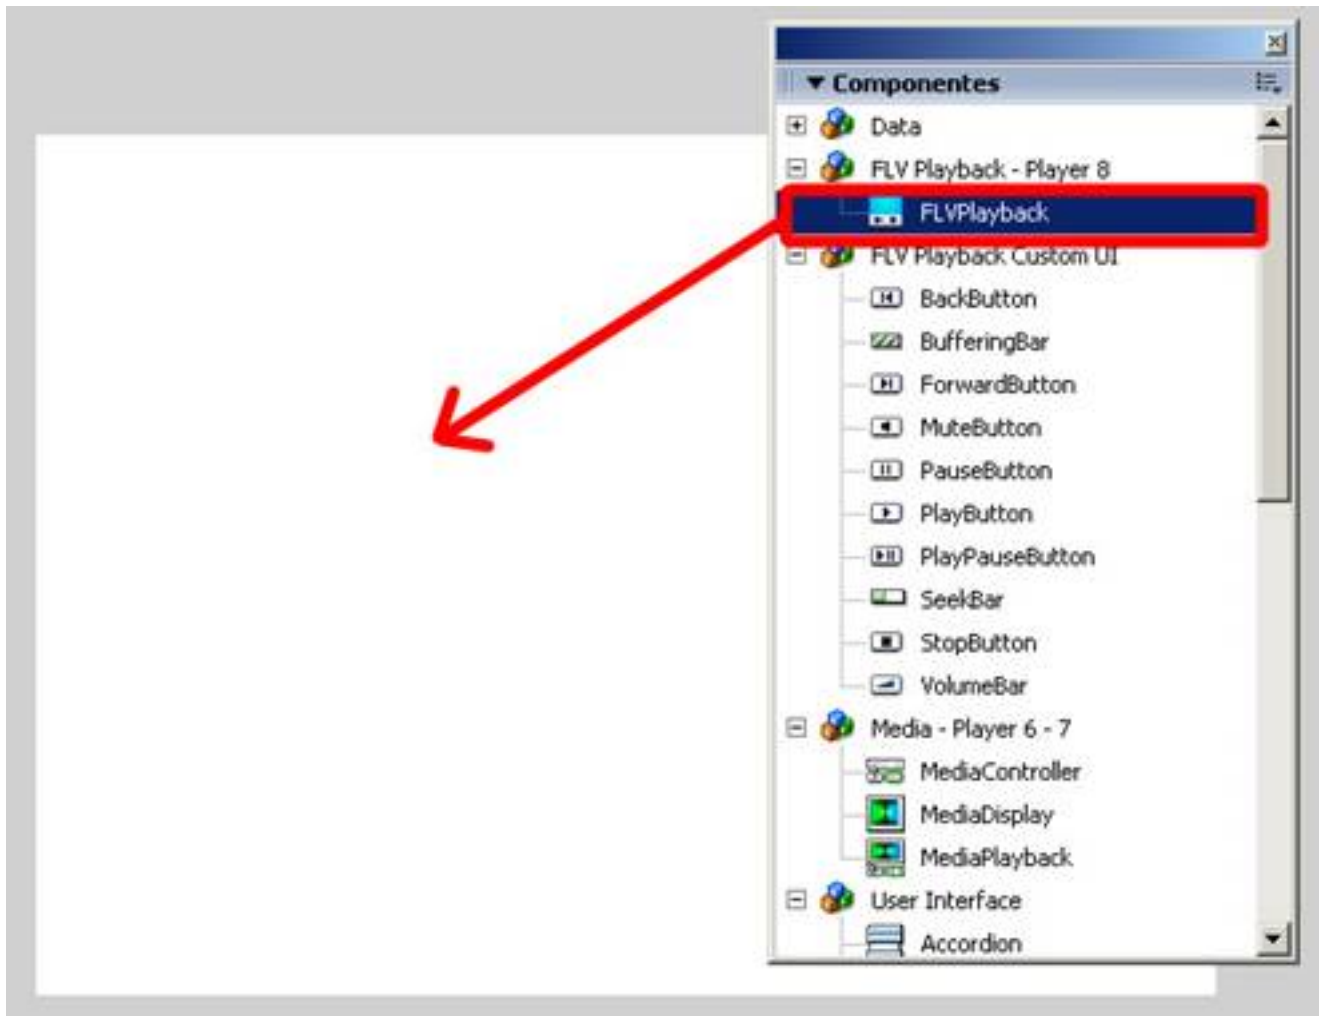 Componentes
Data
FLV Playback - Player 8
FLVPlayback
FLV Playback Custom UI
BackButton
BufferingBar
ForwardButton
MuteButton
PauseButton
PlayButton
PlayPauseButton
SeekBar
StopButton
VolumeBar
Media - Player 6 - 7
MediaController
MediaDisplay
MediaPlayback
User Interface
Accordion